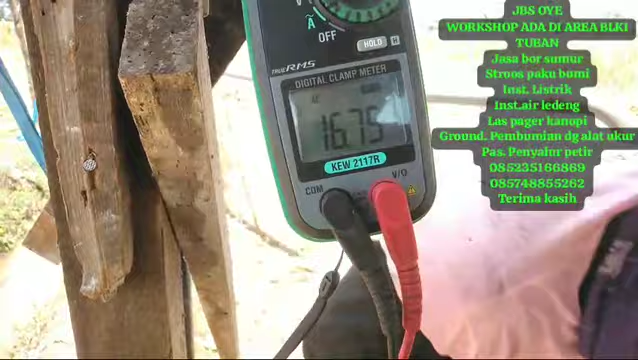 JBS OYE
WORKSHOP ADA DI AREA BLKI
TUBAN
Jasa bor sumur
Stroos paku bumi
Inst. Listrik
Inst.air ledeng
Las pager kanopi
Ground. Pembumian dg alat ukur
Pas. Penyalur petir
085235166869
085748855262
Terima kasih
V
Ã
OFF
HOLD
TRUE RMS
DIGITAL CLAMP METER
16.75
KEW 2117R
COM
V/Ω